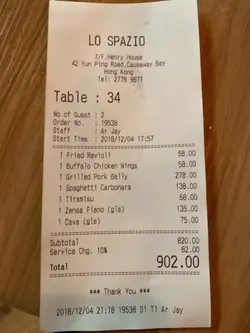 LO SPAZIO
7/F,Henry House
42 Yun Ping Road,Causeway Bay
Hong Kong
Tel: 2778 9877
Table : 34
No of Guest : 2
Order No. : 19538
Staff : Ar Jay
Start : 2018/12/04 17:57
1 Fried Ravioli 68.00
1 Buffalo Chicken Wings 58.00
1 Grilled Pork Belly 278.00
1 Spaghetti Carbonara 138.00
1 Tiramisu 68.00
1 Zensa Fiano (gls) 135.00
1 Cava (gls) 75.00
Subtotal 820.00
Service Chg. 10% 82.00
Total 902.00
*** Thank You ***
2018/12/04 21:18 19538 S1 T1 Ar Jay